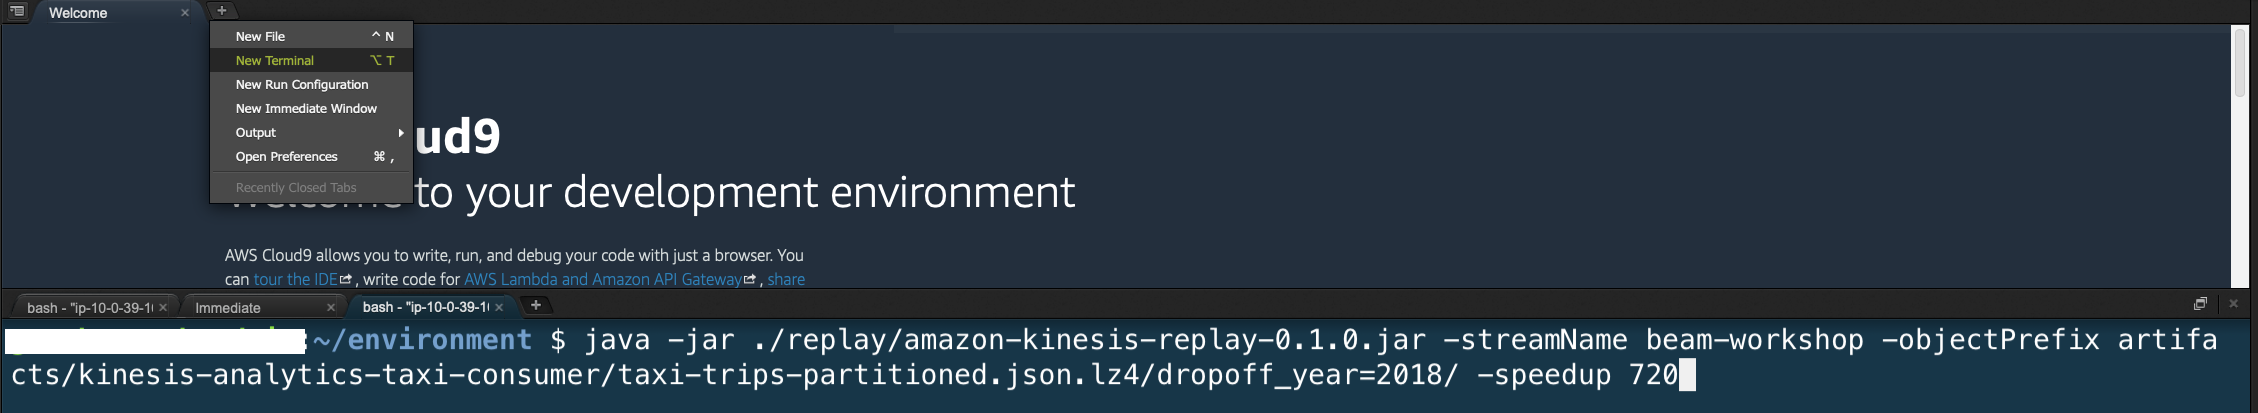 Welcome
New File ^ N
New Terminal ⌥ T
New Run Configuration
New Immediate Window
Output
Open Preferences ⌘ ,
Recently Closed Tabs
ud9
Welcome to your development environment
AWS Cloud9 allows you to write, run, and debug your code with just a browser. You
can tour the IDE, write code for AWS Lambda and Amazon API Gateway, share
bash - "ip-10-0-39-1
Immediate
bash - "ip-10-0-39-1
:~/environment $ java -jar ./replay/amazon-kinesis-replay-0.1.0.jar -streamName beam-workshop -objectPrefix artifa
cts/kinesis-analytics-taxi-consumer/taxi-trips-partitioned.json.lz4/dropoff_year=2018/ -speedup 720